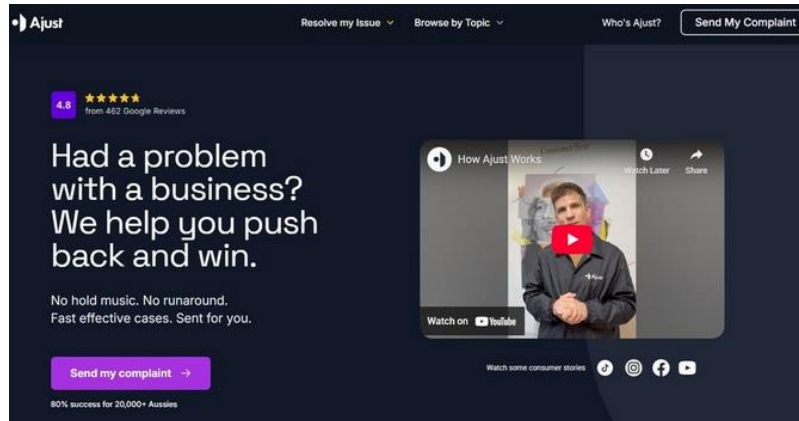 Ajust
Resolve my Issue
Browse by Topic
Who's Ajust?
Send My Complaint
4.8
from 462 Google Reviews
Had a problem
with a business?
We help you push
back and win.
No hold music. No runaround.
Fast effective cases. Sent for you.
Send my complaint →
80% success for 20,000+ Aussies
How Ajust Works
Watch Later
Share
Ajust
Watch on YouTube
Watch some consumer stories